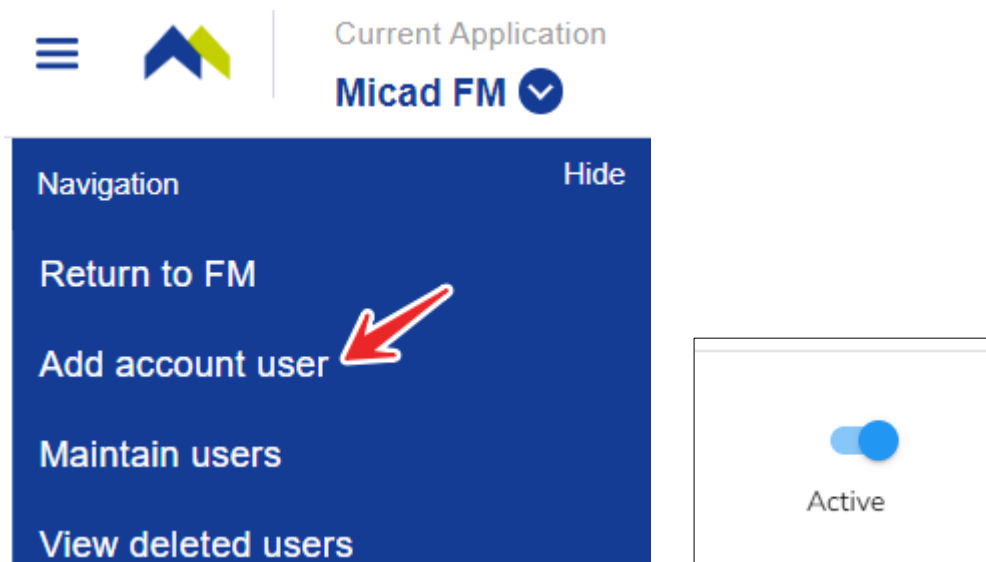 Current Application
Micad FM
Navigation
Hide
Return to FM
Add account user
Maintain users
View deleted users
Active